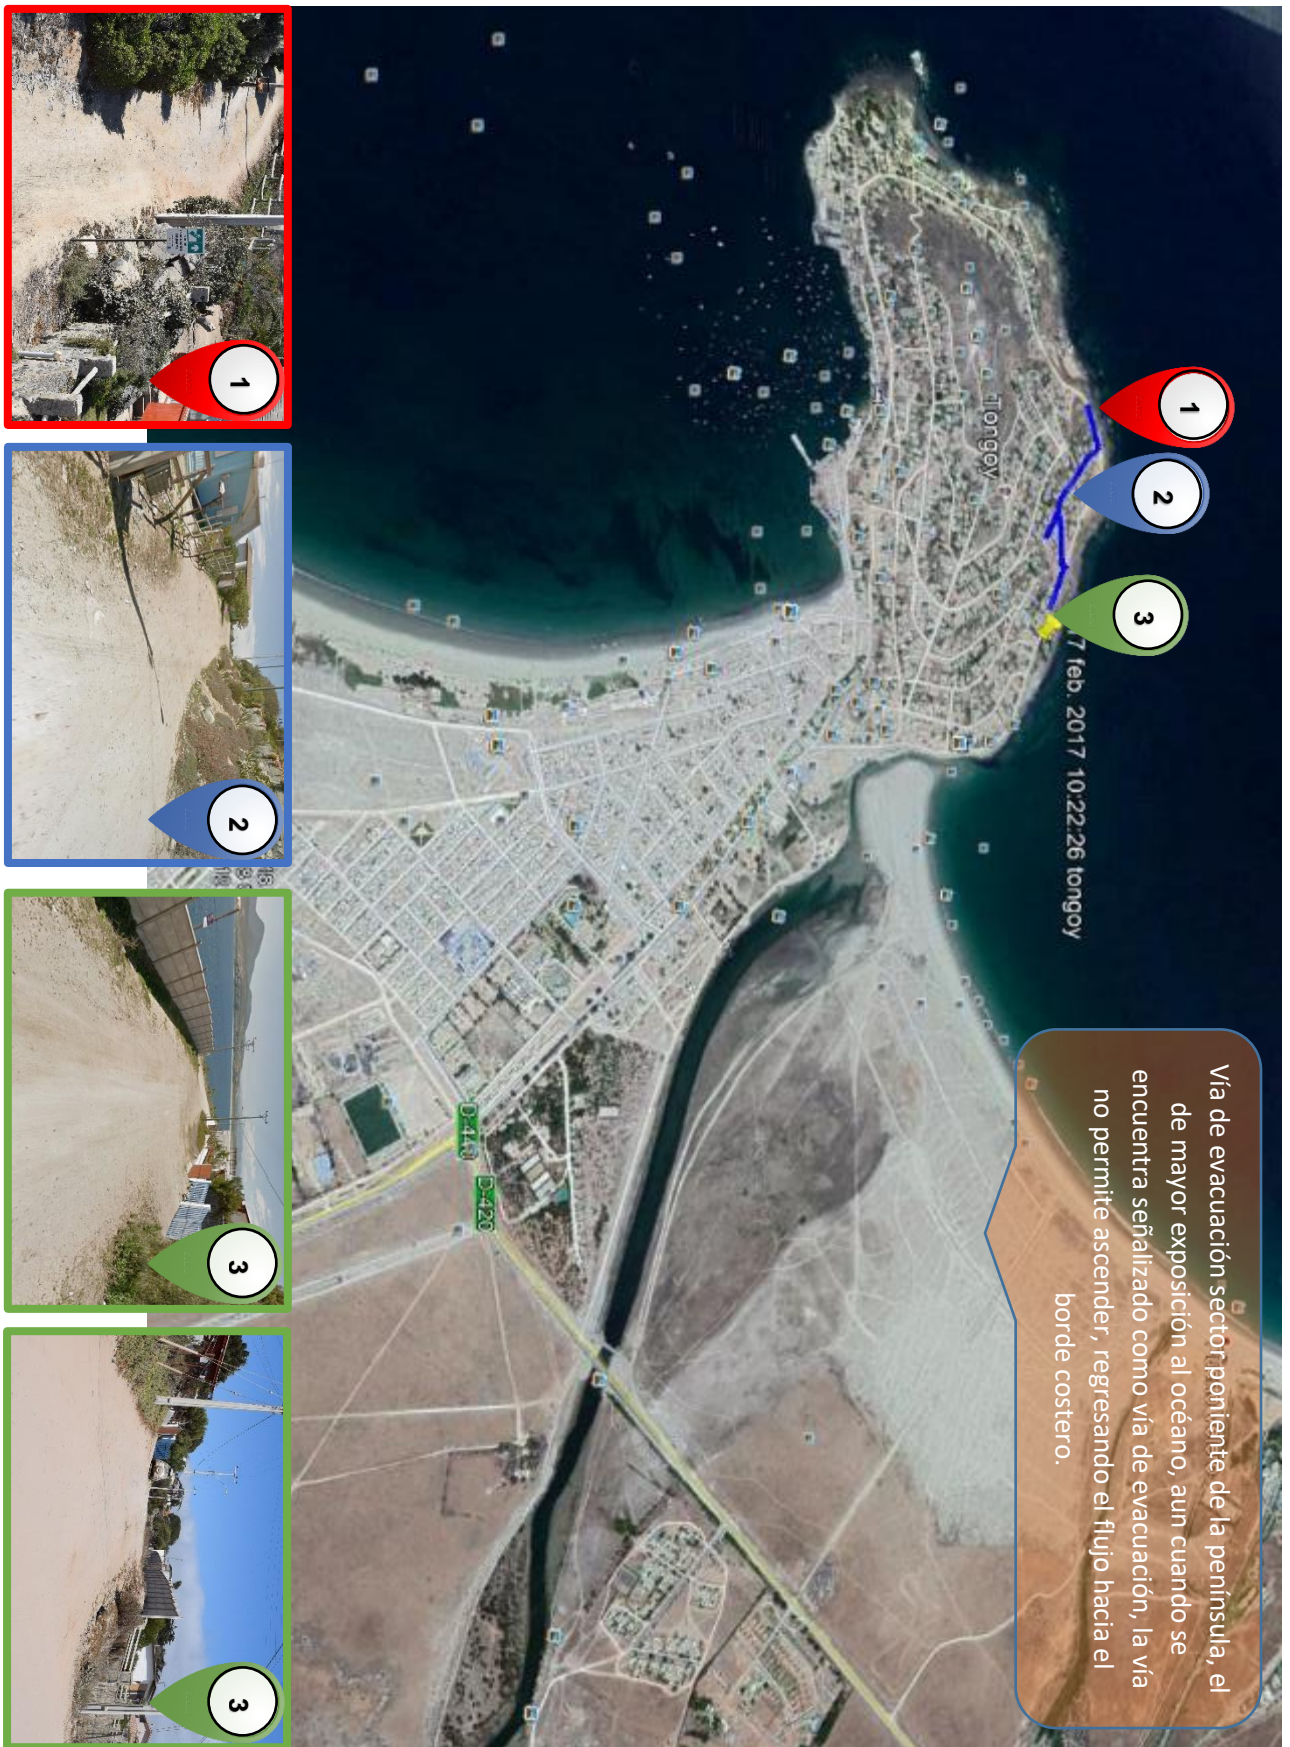 Vía de evacuación sector poniente de la península, el
de mayor exposición al océano, aun cuando se
encuentra señalizado como vía de evacuación, la vía
no permite ascender, regresando el flujo hacia el
borde costero.
1
2
3
7 feb. 2017 10:22:26 tongoy
Tongoy
D-440
D-420
1
2
3
3